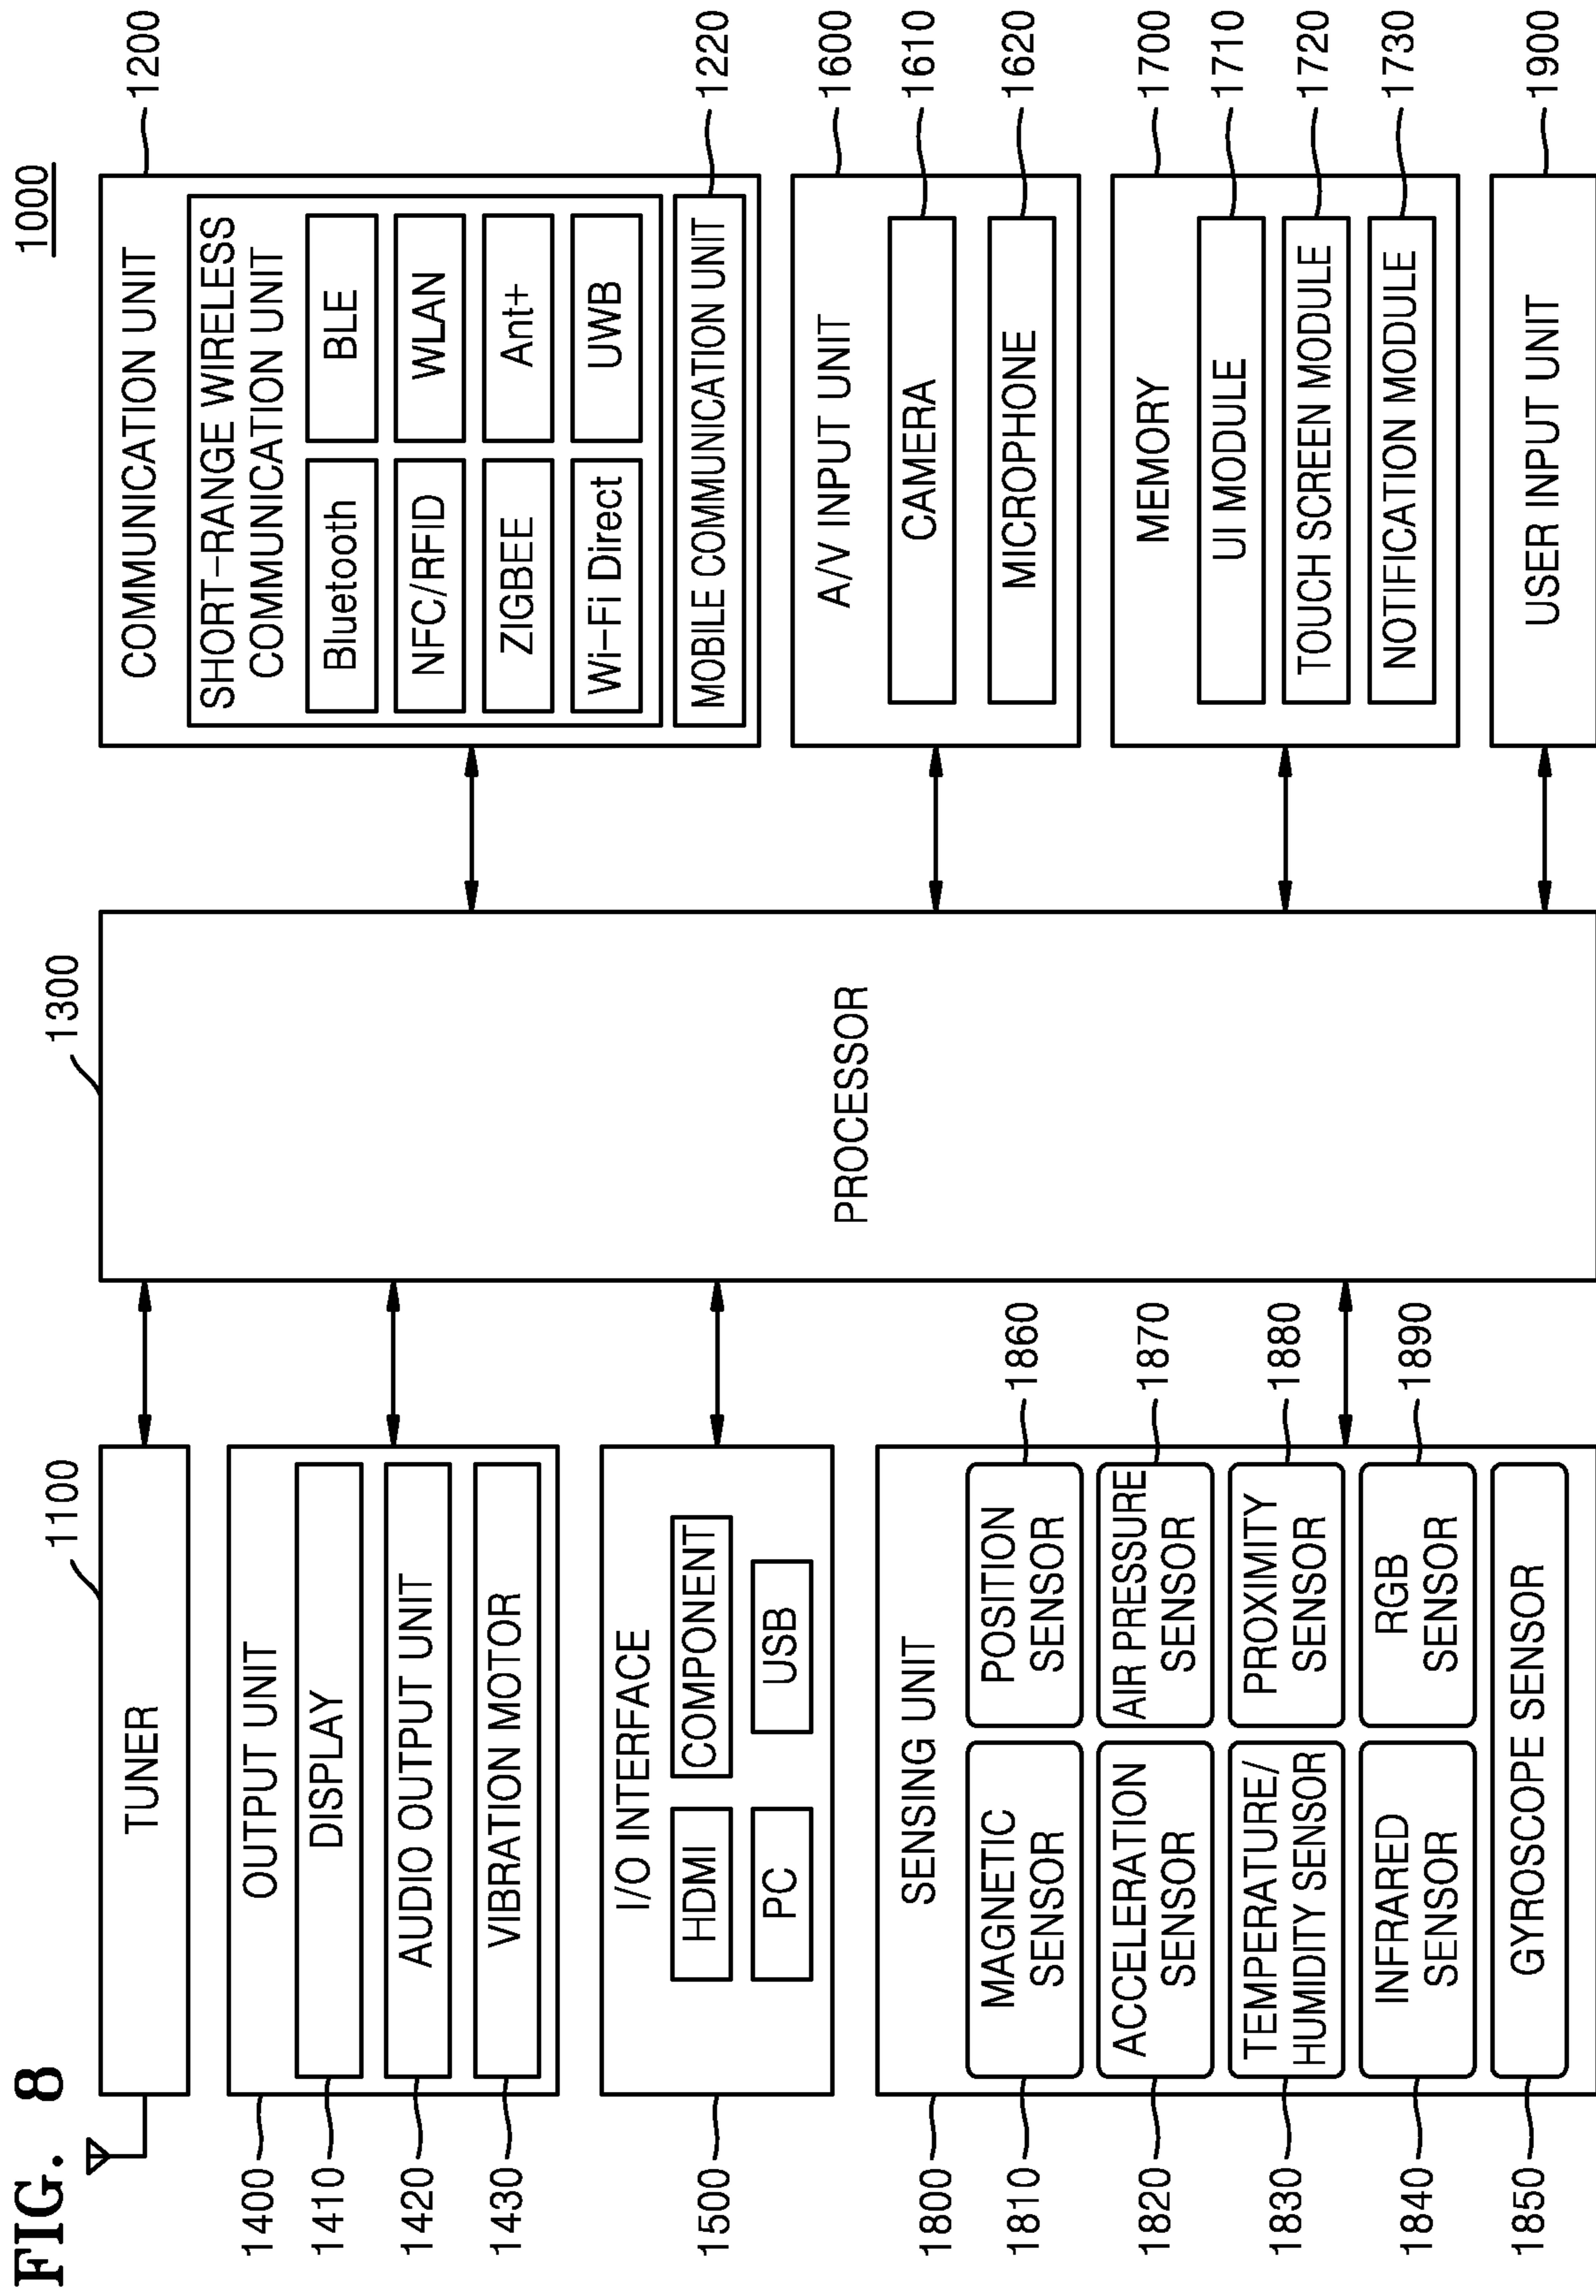 FIG. 8
1000
1100
TUNER
1400
OUTPUT UNIT
1410
DISPLAY
1420
AUDIO OUTPUT UNIT
1430
VIBRATION MOTOR
1500
I/O INTERFACE
HDMI
COMPONENT
PC
USB
1800
SENSING UNIT
1810
MAGNETIC
SENSOR
POSITION
SENSOR
1860
1820
ACCELERATION
SENSOR
AIR PRESSURE
SENSOR
1870
1830
TEMPERATURE/
HUMIDITY SENSOR
PROXIMITY
SENSOR
1880
1840
INFRARED
SENSOR
RGB
SENSOR
1890
1850
GYROSCOPE SENSOR
1300
PROCESSOR
1200
COMMUNICATION UNIT
SHORT-RANGE WIRELESS
COMMUNICATION UNIT
Bluetooth
BLE
NFC/RFID
WLAN
ZIGBEE
Ant+
Wi-Fi Direct
UWB
MOBILE COMMUNICATION UNIT
1220
A/V INPUT UNIT
1600
CAMERA
1610
MICROPHONE
1620
MEMORY
1700
UI MODULE
1710
TOUCH SCREEN MODULE
1720
NOTIFICATION MODULE
1730
USER INPUT UNIT
1900